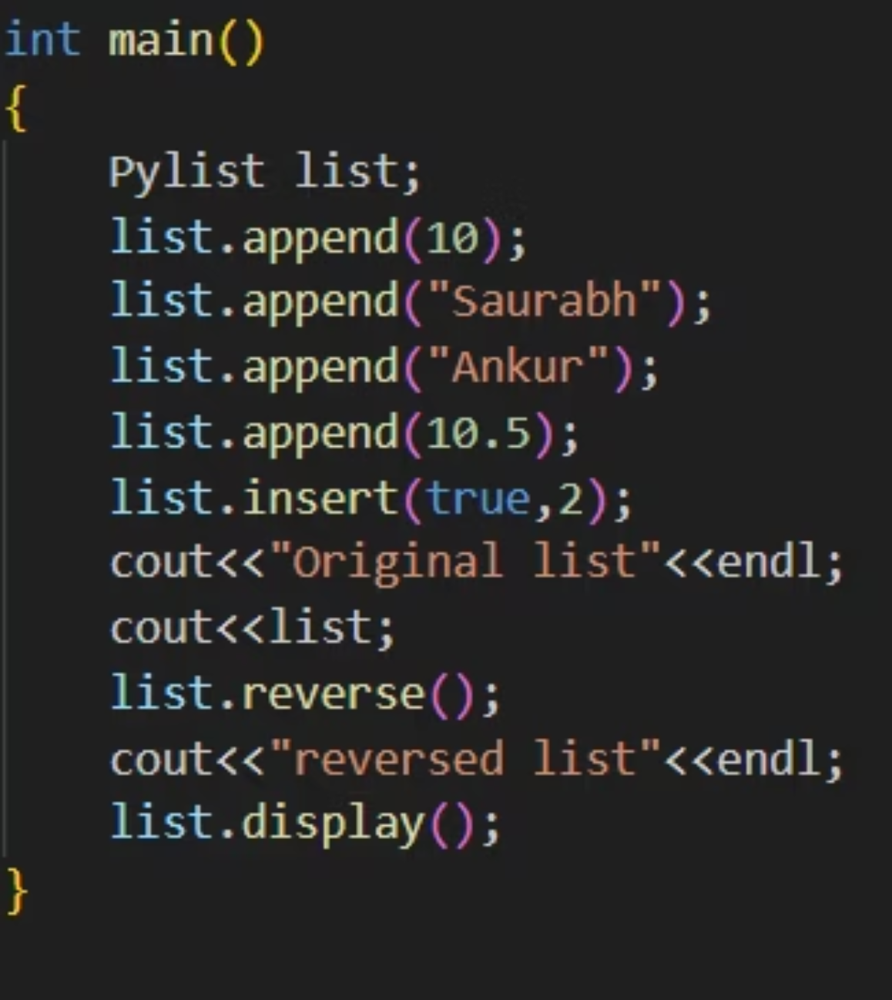 int main()
{
    Pylist list;
    list.append(10);
    list.append("Saurabh");
    list.append("Ankur");
    list.append(10.5);
    list.insert(true,2);
    cout<<"Original list"<<endl;
    cout<<list;
    list.reverse();
    cout<<"reversed list"<<endl;
    list.display();
}